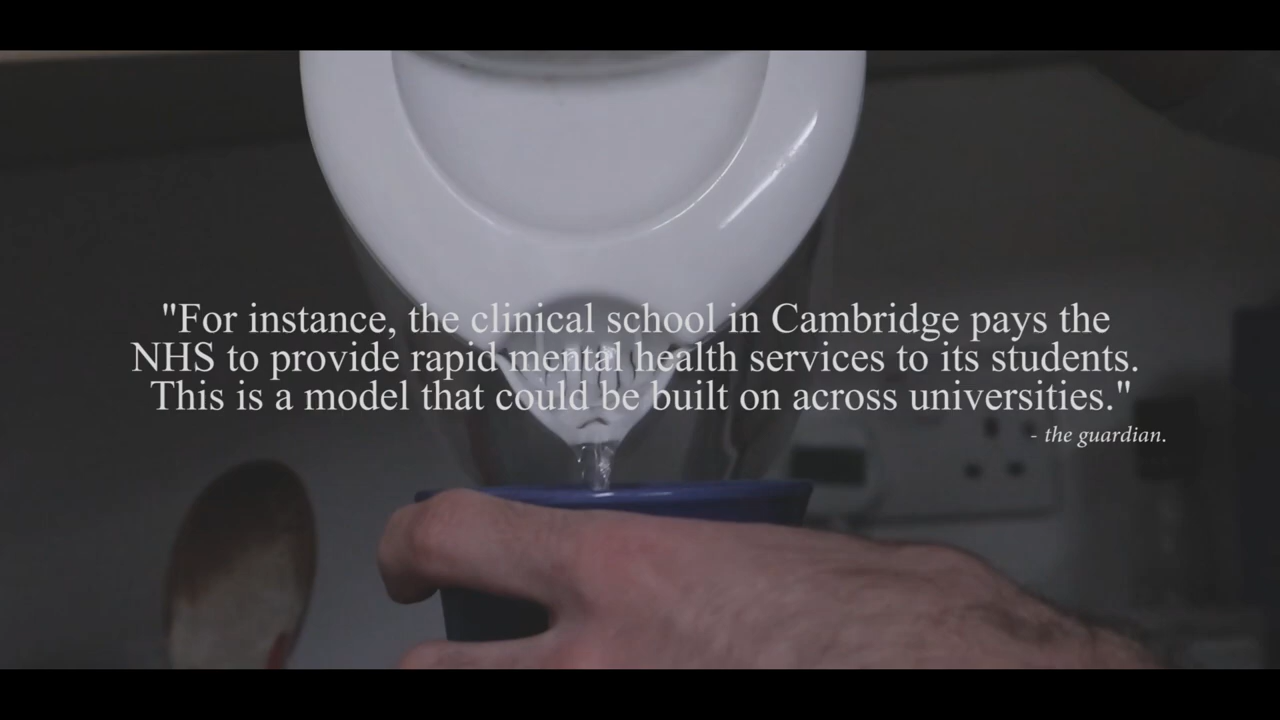 "For instance, the clinical school in Cambridge pays the
NHS to provide rapid mental health services to its students.
This is a model that could be built on across universities."
- the guardian.